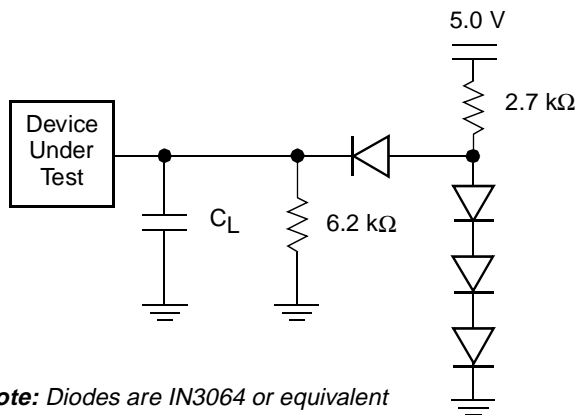 5.0 V
2.7 kΩ
Device
Under
Test
CL
6.2 kΩ
ote: Diodes are IN3064 or equivalent